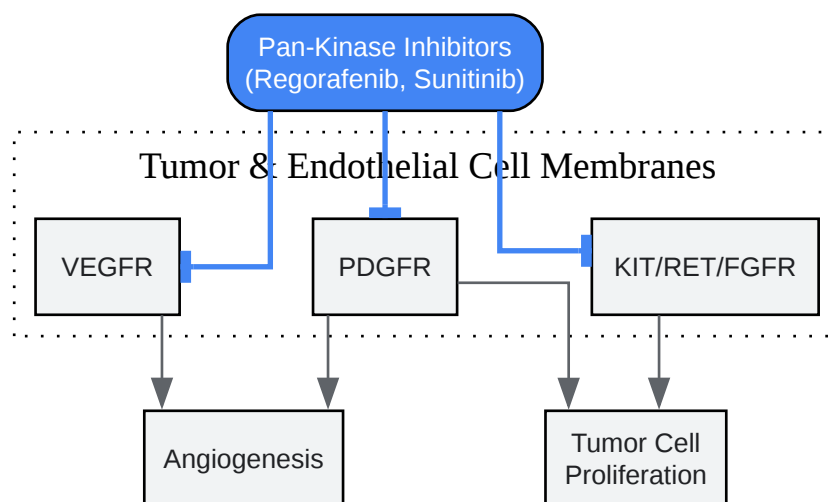 Pan-Kinase Inhibitors
(Regorafenib, Sunitinib)
Tumor & Endothelial Cell Membranes
VEGFR
PDGFR
KIT/RET/FGFR
Angiogenesis
Tumor Cell
Proliferation